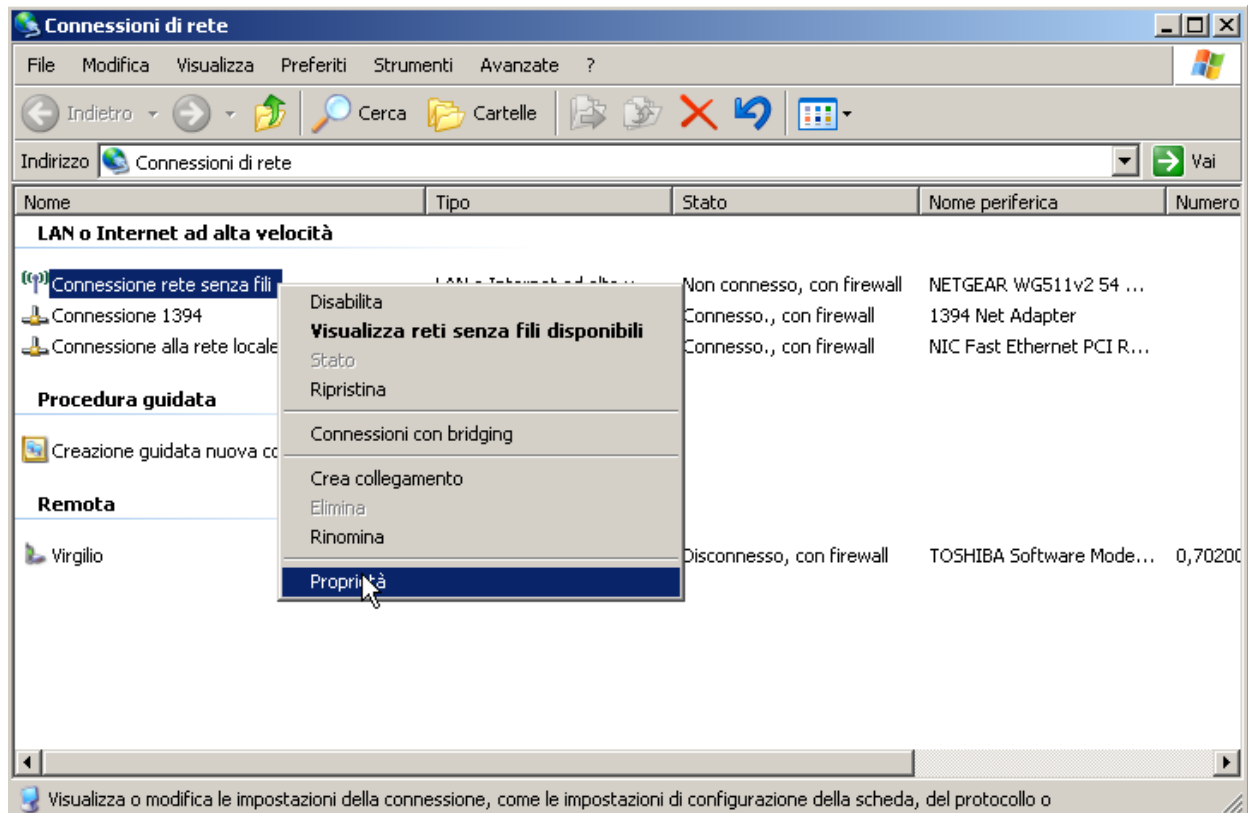 Connessioni di rete
File Modifica Visualizza Preferiti Strumenti Avanzate ?
Indietro Cerca Cartelle
Indirizzo Connessioni di rete Vai
Nome Tipo Stato Nome periferica Numero
LAN o Internet ad alta velocità
Connessione rete senza fili LAN o Internet ad alta v... Non connesso, con firewall NETGEAR WG511v2 54 ...
Connessione 1394 Connesso., con firewall 1394 Net Adapter
Connessione alla rete locale Connesso., con firewall NIC Fast Ethernet PCI R...
Procedura guidata
Creazione guidata nuova co
Remota
Virgilio Disconnesso, con firewall TOSHIBA Software Mode... 0,70200
Disabilita
Visualizza reti senza fili disponibili
Stato
Ripristina
Connessioni con bridging
Crea collegamento
Elimina
Rinomina
Proprietà
Visualizza o modifica le impostazioni della connessione, come le impostazioni di configurazione della scheda, del protocollo o